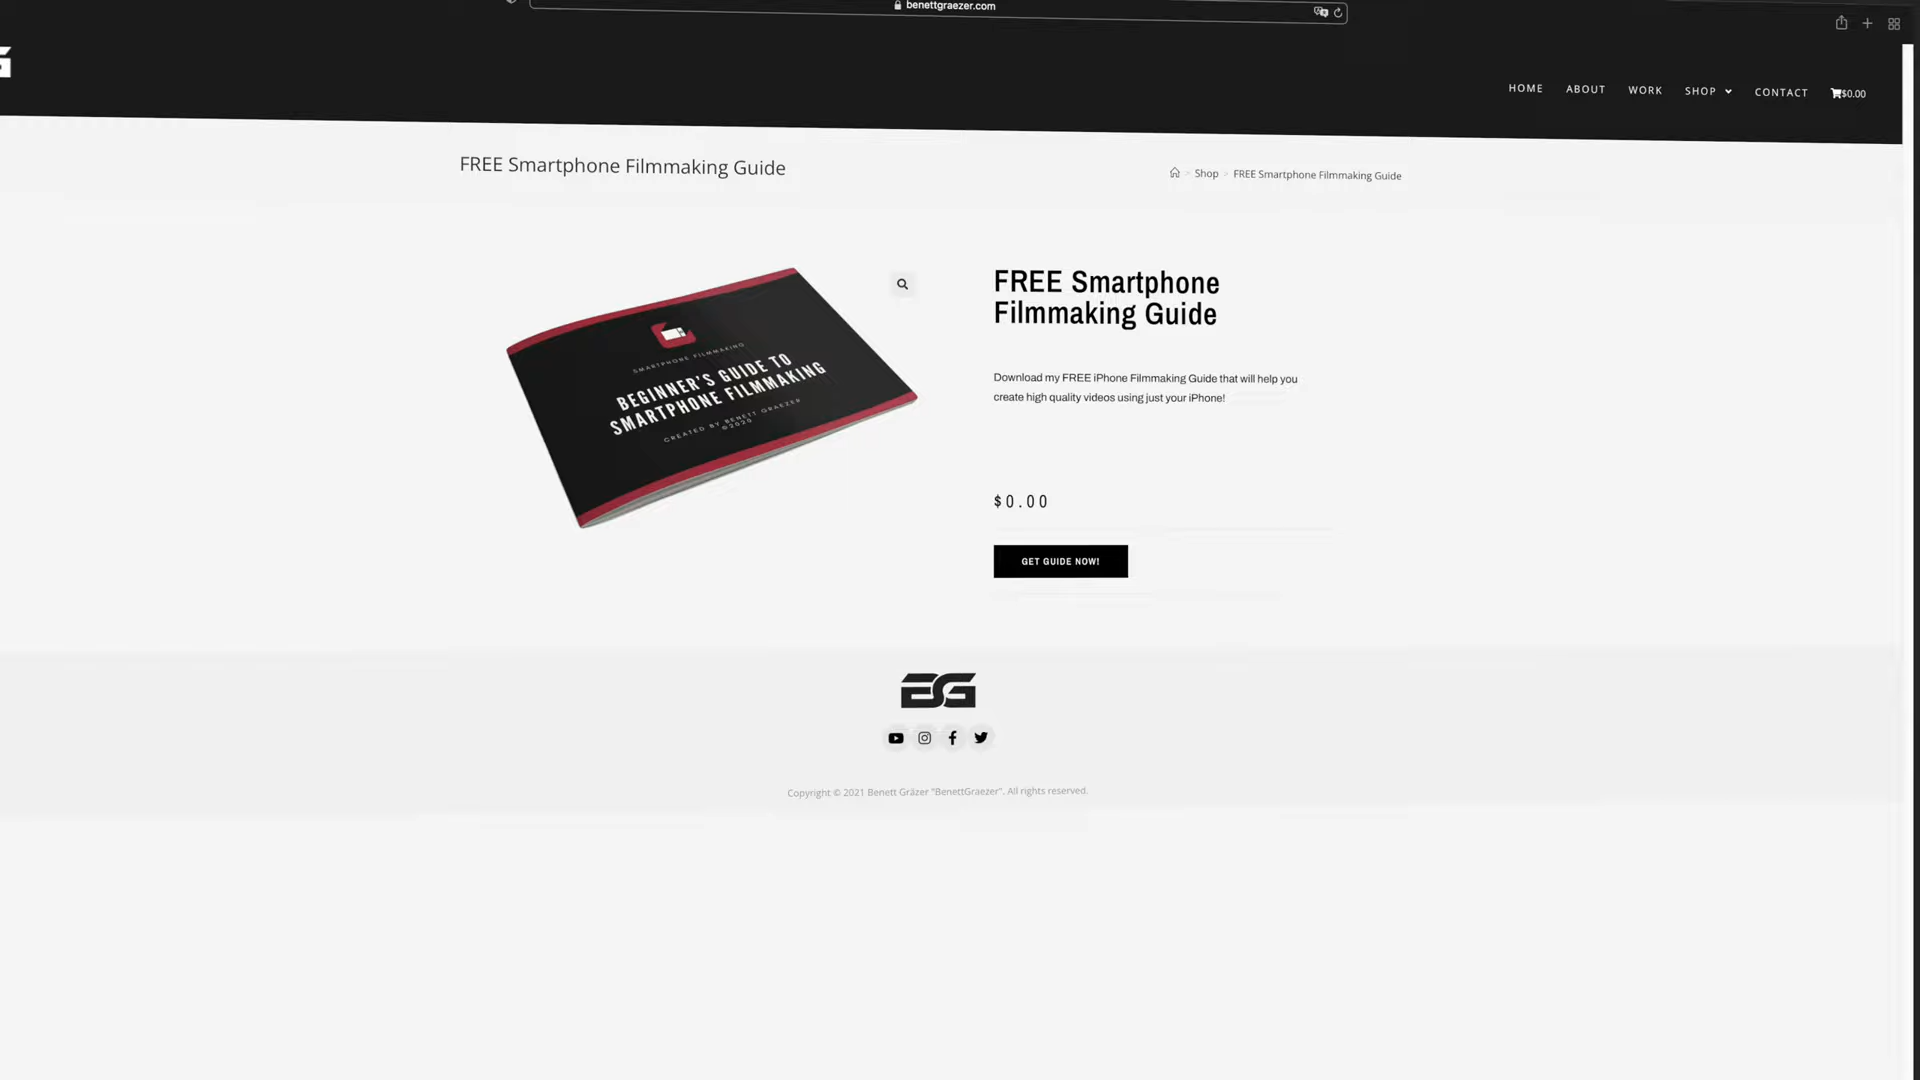 benettgraezer.com
HOME ABOUT WORK SHOP CONTACT $0.00
FREE Smartphone Filmmaking Guide
Shop > FREE Smartphone Filmmaking Guide
SMARTPHONE FILMMAKING
BEGINNER'S GUIDE TO
SMARTPHONE FILMMAKING
CREATED BY BENETT GRAEZER
©2020
FREE Smartphone
Filmmaking Guide
Download my FREE iPhone Filmmaking Guide that will help you
create high quality videos using just your iPhone!
$0.00
GET GUIDE NOW!
BG
Copyright © 2021 Benett Gräzer "BenettGraezer". All rights reserved.